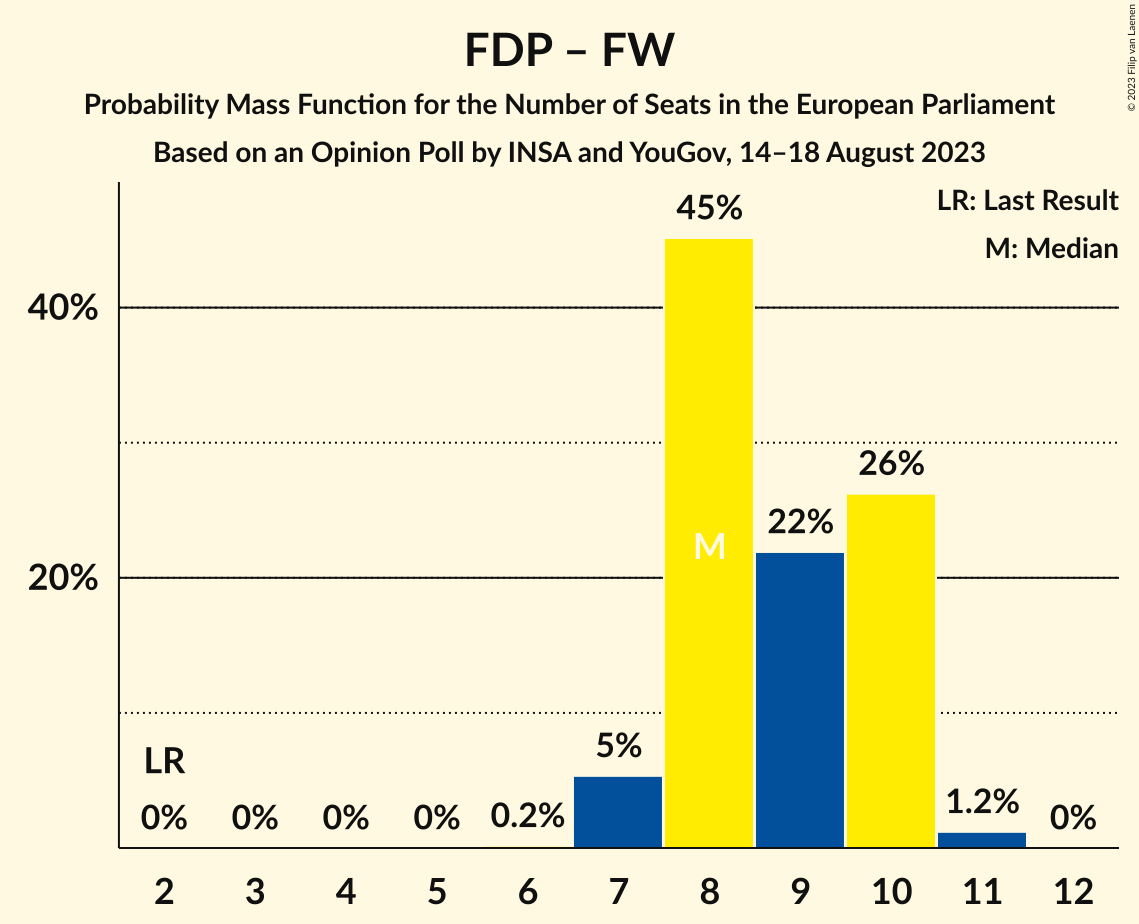 FDP – FW
Probability Mass Function for the Number of Seats in the European Parliament
Based on an Opinion Poll by INSA and YouGov, 14–18 August 2023
© 2023 Filip van Laenen
LR: Last Result
M: Median
45%
40%
26%
22%
M
20%
5%
LR
0% 0% 0% 0% 0.2% 1.2% 0%
2 3 4 5 6 7 8 9 10 11 12